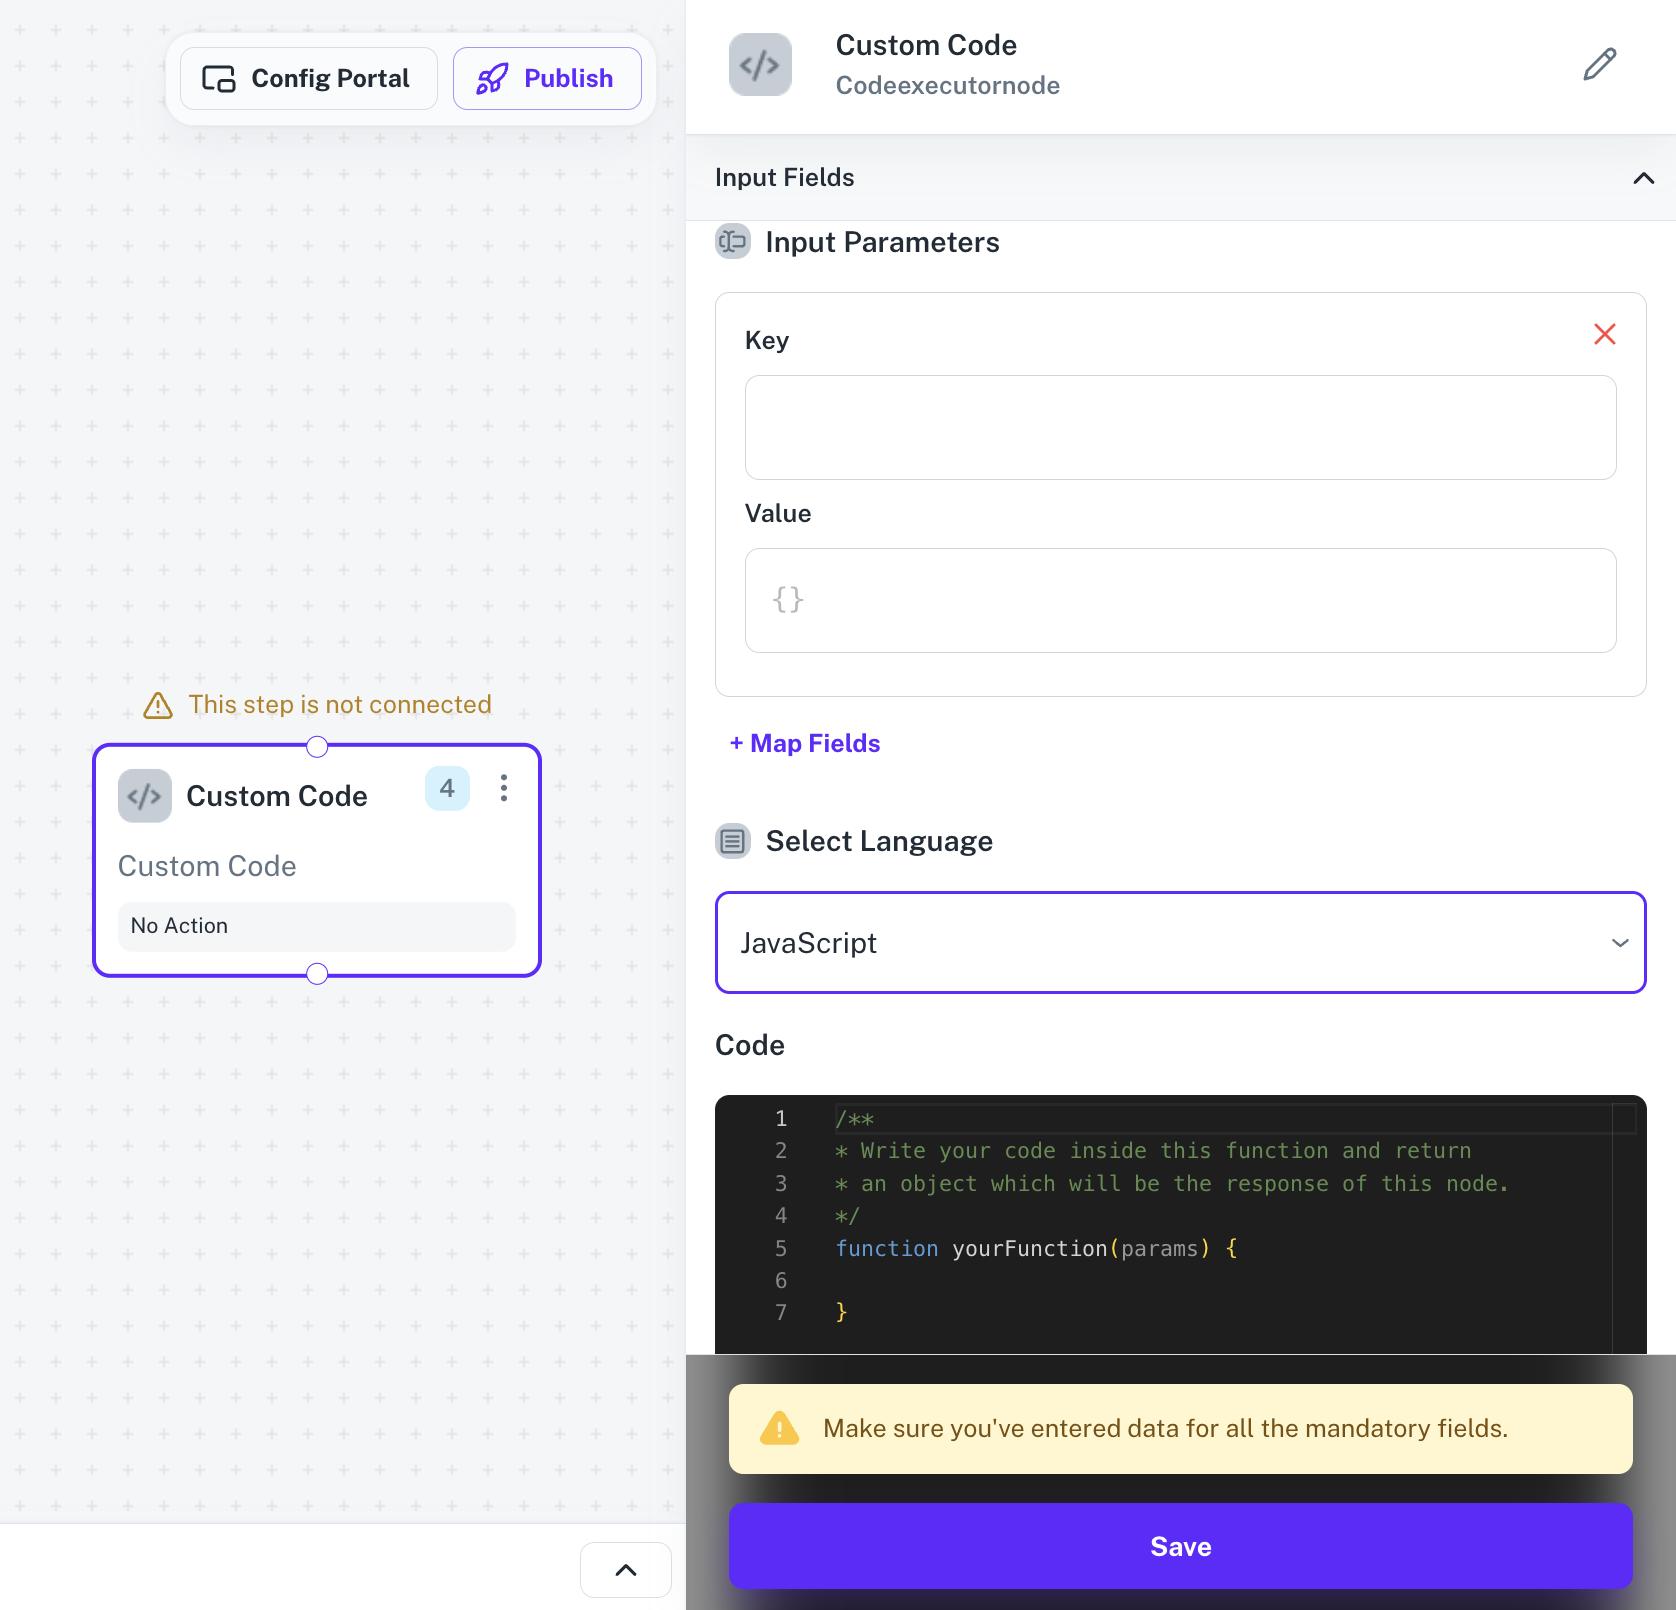 Config Portal
Publish
This step is not connected
Custom Code
4
Custom Code
No Action
Custom Code
Codeexecutornode
Input Fields
Input Parameters
Key
Value
{}
+ Map Fields
Select Language
JavaScript
Code
1 /**
2 * Write your code inside this function and return
3 * an object which will be the response of this node.
4 */
5 function yourFunction(params) {
6
7 }
Make sure you've entered data for all the mandatory fields.
Save